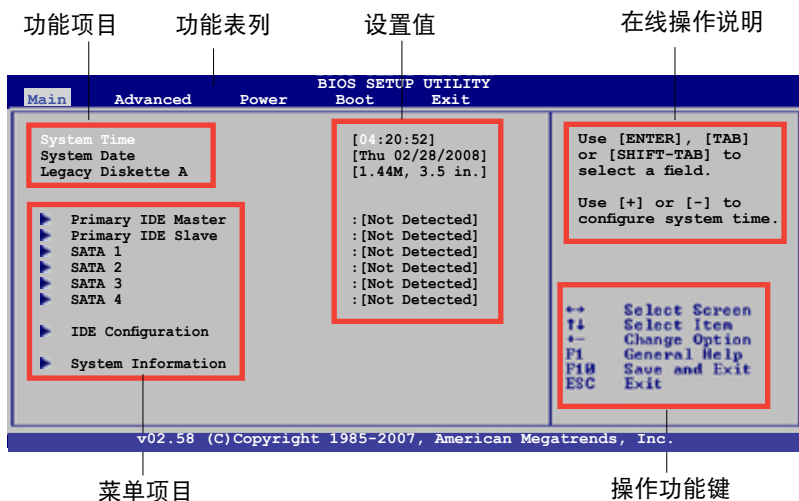 功能项目 功能表列 设置值 在线操作说明
BIOS SETUP UTILITY
Main Advanced Power Boot Exit
System Time [04:20:52]
System Date [Thu 02/28/2008]
Legacy Diskette A [1.44M, 3.5 in.]
Primary IDE Master :[Not Detected]
Primary IDE Slave :[Not Detected]
SATA 1 :[Not Detected]
SATA 2 :[Not Detected]
SATA 3 :[Not Detected]
SATA 4 :[Not Detected]
IDE Configuration
System Information
Use [ENTER], [TAB]
or [SHIFT-TAB] to
select a field.
Use [+] or [-] to
configure system time.
↔ Select Screen
↑↓ Select Item
+- Change Option
F1 General Help
F10 Save and Exit
ESC Exit
v02.58 (C)Copyright 1985-2007, American Megatrends, Inc.
菜单项目 操作功能键